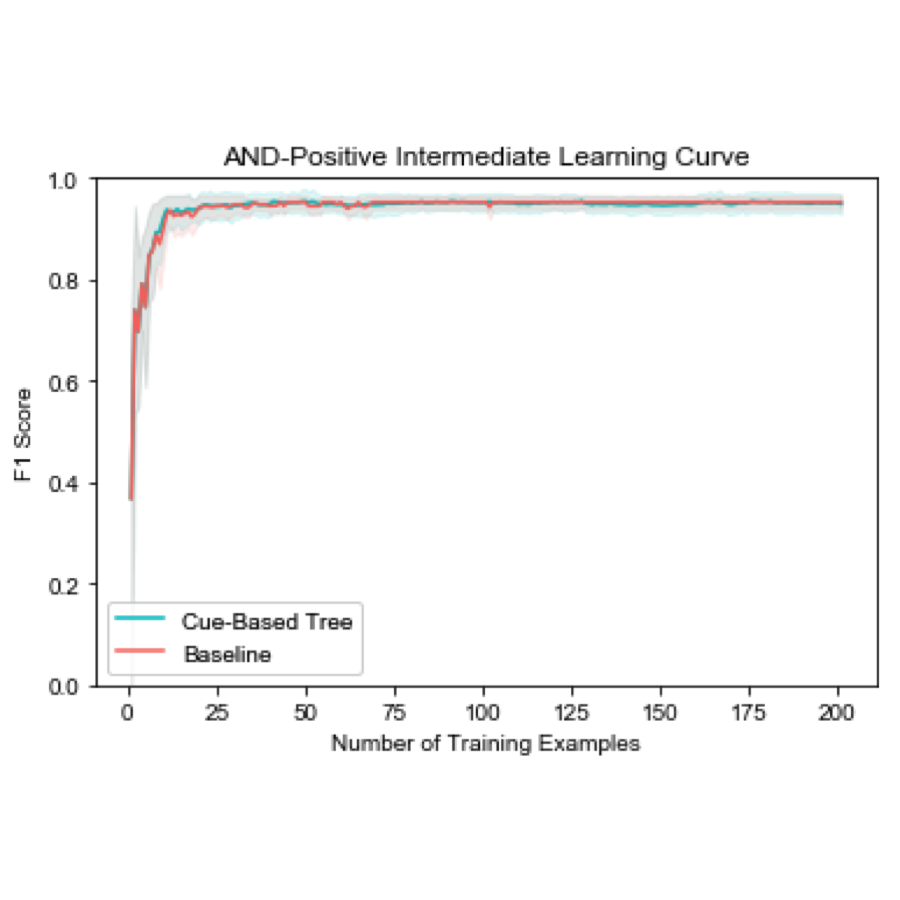 AND-Positive Intermediate Learning Curve
1.0
0.8
0.6
0.4
0.2
0.0
F1 Score
Cue-Based Tree
Baseline
0 25 50 75 100 125 150 175 200
Number of Training Examples